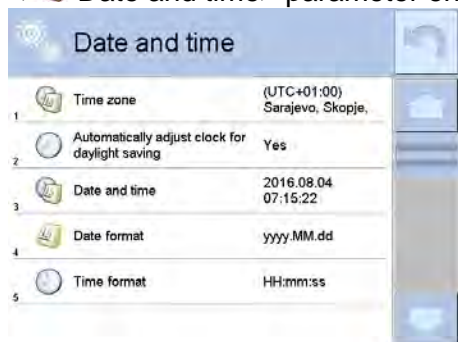 Date and time
1 Time zone (UTC+01:00)
Sarajevo, Skopje,
2 Automatically adjust clock for
daylight saving Yes
3 Date and time 2016.08.04
07:15:22
4 Date format yyyy.MM.dd
5 Time format HH:mm:ss